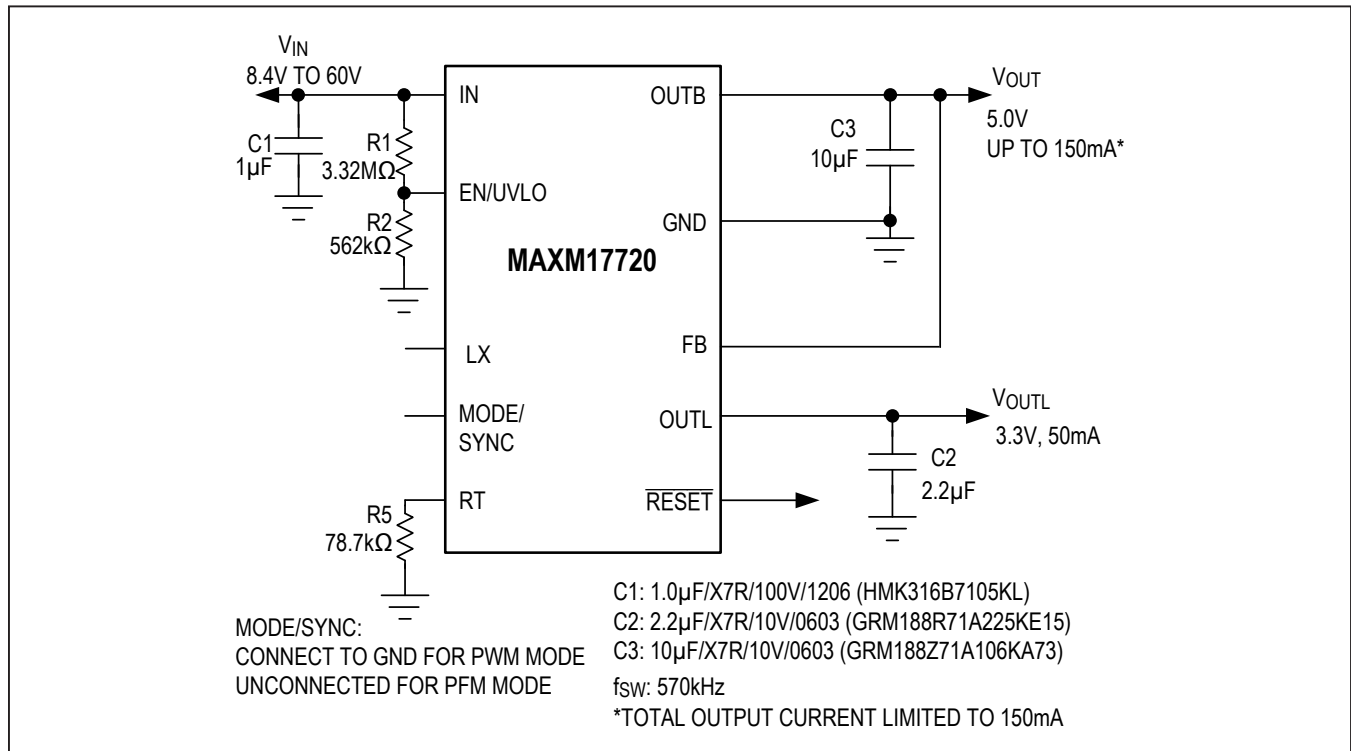 VIN
8.4V TO 60V
C1
1µF
R1
3.32MΩ
R2
562kΩ
IN
EN/UVLO
LX
MODE/
SYNC
RT
R5
78.7kΩ
MAXM17720
OUTB
GND
FB
OUTL
RESET
C3
10µF
VOUT
5.0V
UP TO 150mA*
VOUTL
3.3V, 50mA
C2
2.2µF
MODE/SYNC:
CONNECT TO GND FOR PWM MODE
UNCONNECTED FOR PFM MODE
C1: 1.0µF/X7R/100V/1206 (HMK316B7105KL)
C2: 2.2µF/X7R/10V/0603 (GRM188R71A225KE15)
C3: 10µF/X7R/10V/0603 (GRM188Z71A106KA73)
fSW: 570kHz
*TOTAL OUTPUT CURRENT LIMITED TO 150mA